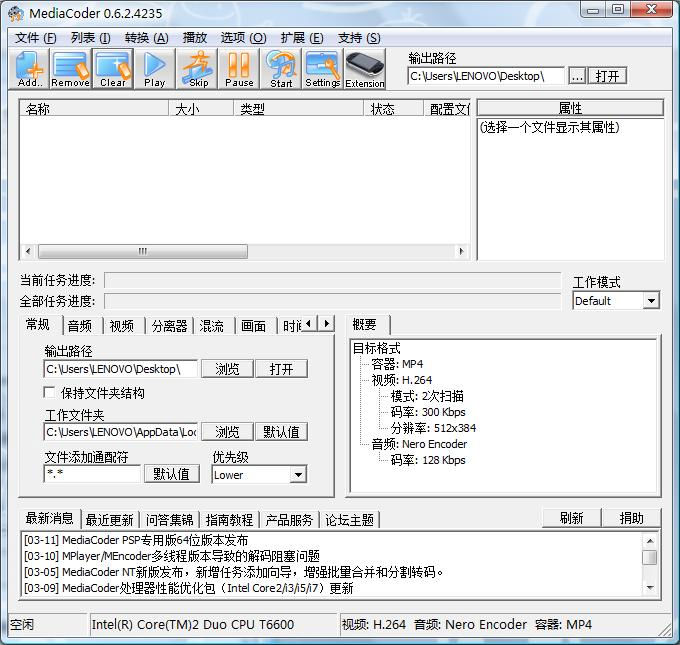 MediaCoder 0.6.2.4235
文件 (F) 列表 (I) 转换 (A) 播放 选项 (O) 扩展 (E) 支持 (S)
Add.. Remove Clear Play Skip Pause Start Settings Extension
输出路径
C:\Users\LENOVO\Desktop\ ... 打开
名称 大小 类型 状态 配置文件
属性
(选择一个文件显示其属性)
当前任务进度:
全部任务进度:
工作模式
Default
常规 音频 视频 分离器 混流 画面 时间
输出路径
C:\Users\LENOVO\Desktop\ 浏览 打开
保持文件夹结构
工作文件夹
C:\Users\LENOVO\AppData\Loc 浏览 默认值
文件添加通配符 优先级
*.* 默认值 Lower
概要
目标格式
容器: MP4
视频: H.264
模式: 2次扫描
码率: 300 Kbps
分辨率: 512x384
音频: Nero Encoder
码率: 128 Kbps
最新消息 最近更新 问答集锦 指南教程 产品服务 论坛主题 刷新 捐助
[03-11] MediaCoder PSP专用版64位版本发布
[03-10] MPlayer/MEncoder多线程版本导致的解码阻塞问题
[03-05] MediaCoder NT新版发布，新增任务添加向导，增强批量合并和分割转码。
[03-09] MediaCoder处理器性能优化包（Intel Core2/i3/i5/i7）更新
空闲 Intel(R) Core(TM)2 Duo CPU T6600 视频: H.264 音频: Nero Encoder 容器: MP4